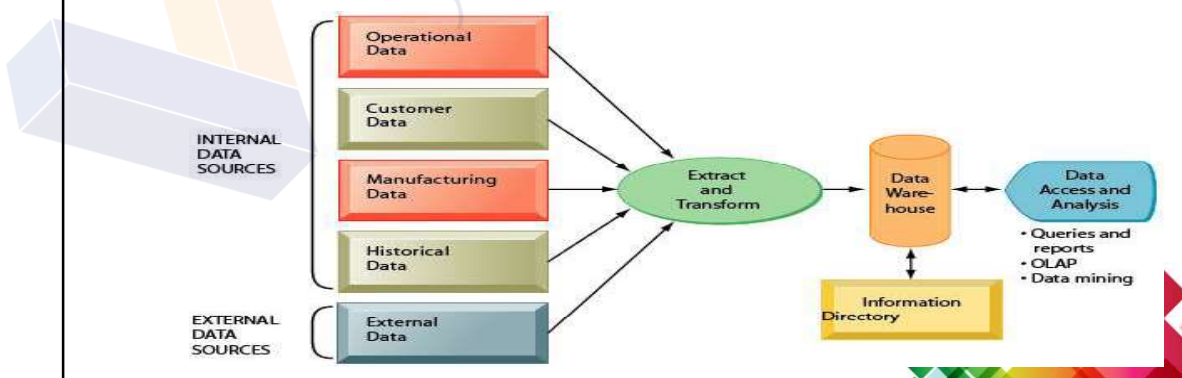 INTERNAL
DATA
SOURCES
Operational
Data
Customer
Data
Manufacturing
Data
Historical
Data
EXTERNAL
DATA
SOURCES
External
Data
Extract
and
Transform
Data
Ware-
house
Information
Directory
Data
Access and
Analysis
• Queries and
reports
• OLAP
• Data mining